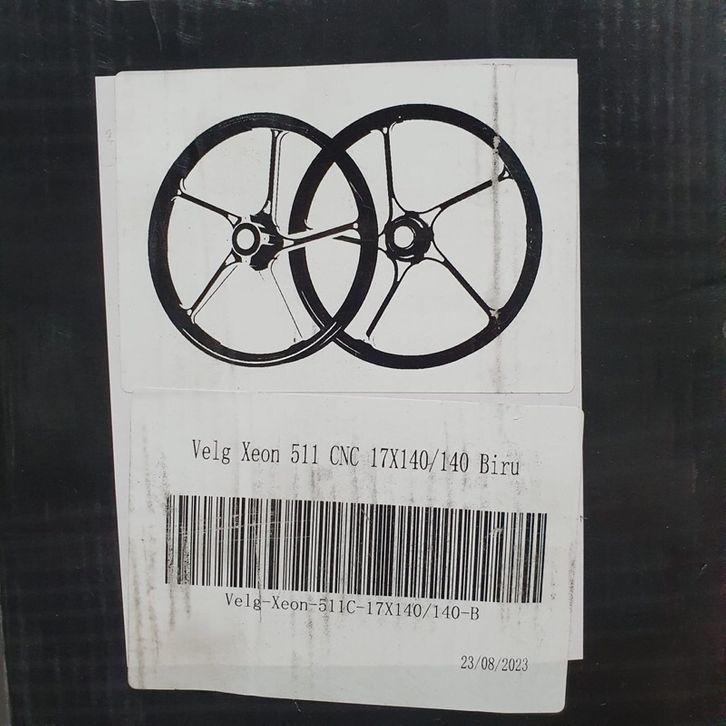 Velg Xeon 511 CNC 17X140/140 Biru
Velg-Xeon-511C-17X140/140-B
23/08/2023